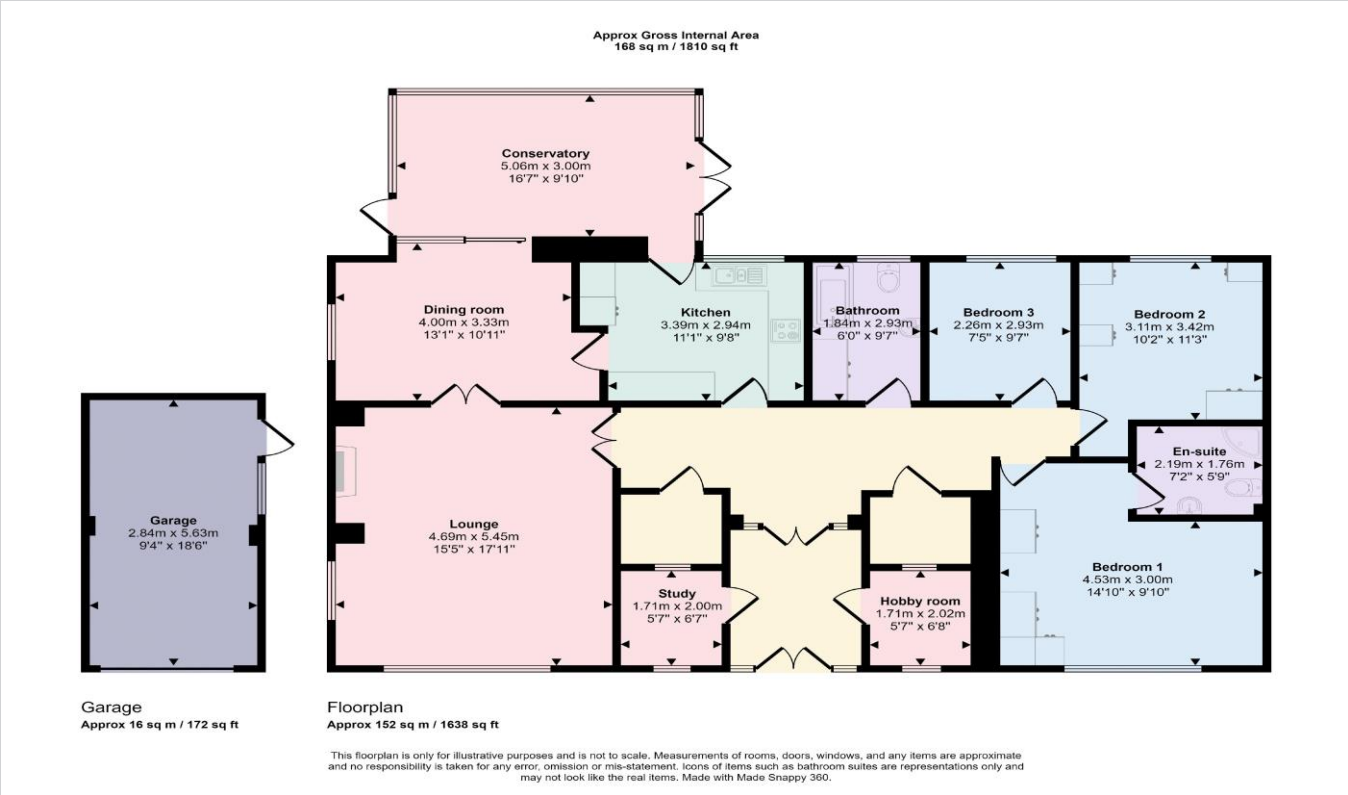 Approx Gross Internal Area
168 sq m / 1810 sq ft
Conservatory
5.06m x 3.00m
16'7" x 9'10"
Dining room
4.00m x 3.33m
13'1" x 10'11"
Kitchen
3.39m x 2.94m
11'1" x 9'8"
Bathroom
1.84m x 2.93m
6'0" x 9'7"
Bedroom 3
2.26m x 2.93m
7'5" x 9'7"
Bedroom 2
3.11m x 3.42m
10'2" x 11'3"
En-suite
2.19m x 1.76m
7'2" x 5'9"
Garage
2.84m x 5.63m
9'4" x 18'6"
Lounge
4.69m x 5.45m
15'5" x 17'11"
Study
1.71m x 2.00m
5'7" x 6'7"
Hobby room
1.71m x 2.02m
5'7" x 6'8"
Bedroom 1
4.53m x 3.00m
14'10" x 9'10"
Garage
Approx 16 sq m / 172 sq ft
Floorplan
Approx 152 sq m / 1638 sq ft
This floorplan is only for illustrative purposes and is not to scale. Measurements of rooms, doors, windows, and any items are approximate
and no responsibility is taken for any error, omission or mis-statement. Icons of items such as bathroom suites are representations only and
may not look like the real items. Made with Made Snappy 360.